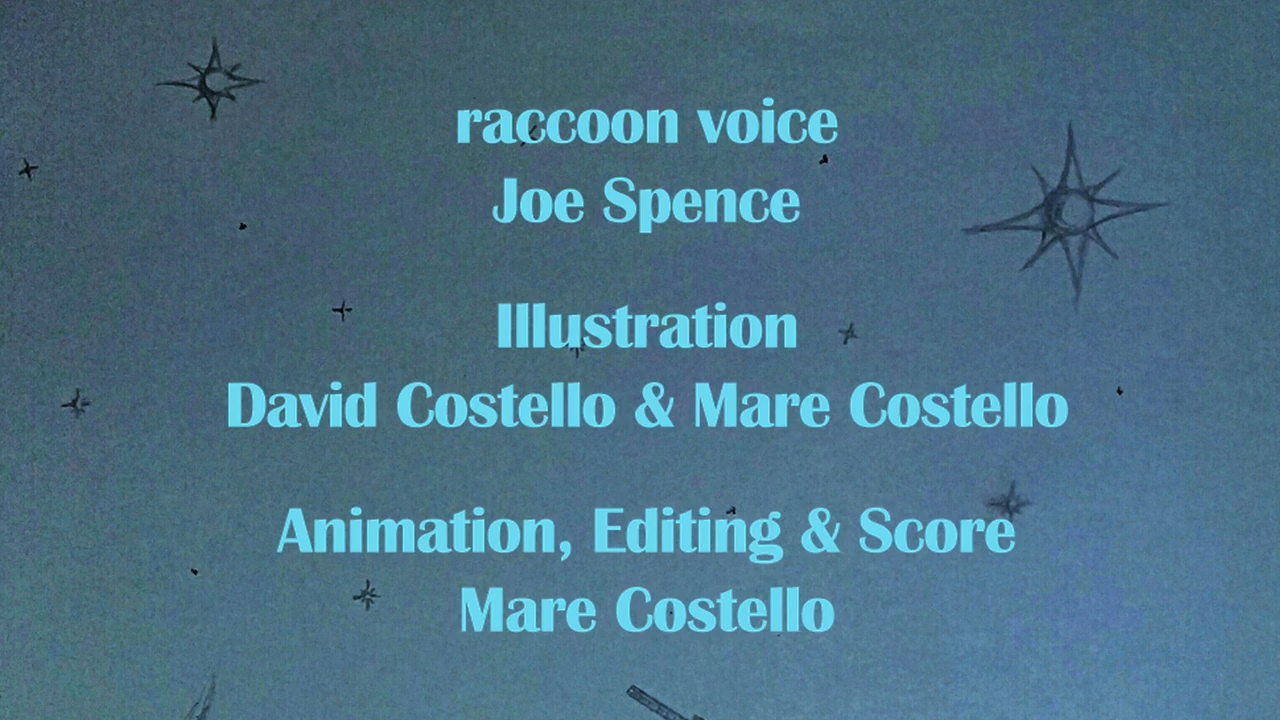 raccoon voice
Joe Spence
Illustration
David Costello & Mare Costello
Animation, Editing & Score
Mare Costello